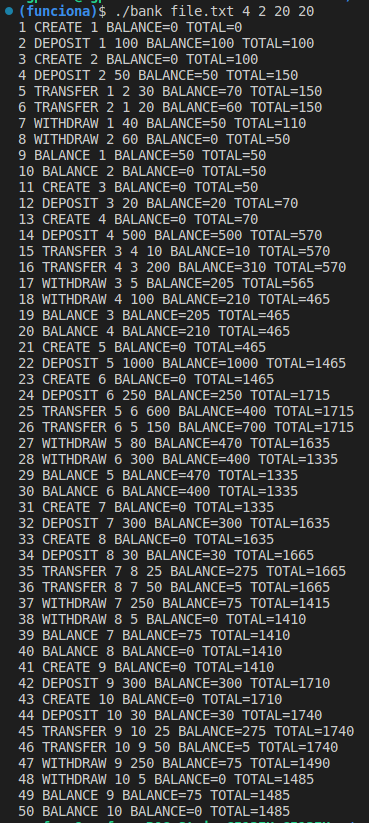 (funciona)$ ./bank file.txt 4 2 20 20
1 CREATE 1 BALANCE=0 TOTAL=0
2 DEPOSIT 1 100 BALANCE=100 TOTAL=100
3 CREATE 2 BALANCE=0 TOTAL=100
4 DEPOSIT 2 50 BALANCE=50 TOTAL=150
5 TRANSFER 1 2 30 BALANCE=70 TOTAL=150
6 TRANSFER 2 1 20 BALANCE=60 TOTAL=150
7 WITHDRAW 1 40 BALANCE=50 TOTAL=110
8 WITHDRAW 2 60 BALANCE=0 TOTAL=50
9 BALANCE 1 BALANCE=50 TOTAL=50
10 BALANCE 2 BALANCE=0 TOTAL=50
11 CREATE 3 BALANCE=0 TOTAL=50
12 DEPOSIT 3 20 BALANCE=20 TOTAL=70
13 CREATE 4 BALANCE=0 TOTAL=70
14 DEPOSIT 4 500 BALANCE=500 TOTAL=570
15 TRANSFER 3 4 10 BALANCE=10 TOTAL=570
16 TRANSFER 4 3 200 BALANCE=310 TOTAL=570
17 WITHDRAW 3 5 BALANCE=205 TOTAL=565
18 WITHDRAW 4 100 BALANCE=210 TOTAL=465
19 BALANCE 3 BALANCE=205 TOTAL=465
20 BALANCE 4 BALANCE=210 TOTAL=465
21 CREATE 5 BALANCE=0 TOTAL=465
22 DEPOSIT 5 1000 BALANCE=1000 TOTAL=1465
23 CREATE 6 BALANCE=0 TOTAL=1465
24 DEPOSIT 6 250 BALANCE=250 TOTAL=1715
25 TRANSFER 5 6 600 BALANCE=400 TOTAL=1715
26 TRANSFER 6 5 150 BALANCE=700 TOTAL=1715
27 WITHDRAW 5 80 BALANCE=470 TOTAL=1635
28 WITHDRAW 6 300 BALANCE=400 TOTAL=1335
29 BALANCE 5 BALANCE=470 TOTAL=1335
30 BALANCE 6 BALANCE=400 TOTAL=1335
31 CREATE 7 BALANCE=0 TOTAL=1335
32 DEPOSIT 7 300 BALANCE=300 TOTAL=1635
33 CREATE 8 BALANCE=0 TOTAL=1635
34 DEPOSIT 8 30 BALANCE=30 TOTAL=1665
35 TRANSFER 7 8 25 BALANCE=275 TOTAL=1665
36 TRANSFER 8 7 50 BALANCE=5 TOTAL=1665
37 WITHDRAW 7 250 BALANCE=75 TOTAL=1415
38 WITHDRAW 8 5 BALANCE=0 TOTAL=1410
39 BALANCE 7 BALANCE=75 TOTAL=1410
40 BALANCE 8 BALANCE=0 TOTAL=1410
41 CREATE 9 BALANCE=0 TOTAL=1410
42 DEPOSIT 9 300 BALANCE=300 TOTAL=1710
43 CREATE 10 BALANCE=0 TOTAL=1710
44 DEPOSIT 10 30 BALANCE=30 TOTAL=1740
45 TRANSFER 9 10 25 BALANCE=275 TOTAL=1740
46 TRANSFER 10 9 50 BALANCE=5 TOTAL=1740
47 WITHDRAW 9 250 BALANCE=75 TOTAL=1490
48 WITHDRAW 10 5 BALANCE=0 TOTAL=1485
49 BALANCE 9 BALANCE=75 TOTAL=1485
50 BALANCE 10 BALANCE=0 TOTAL=1485